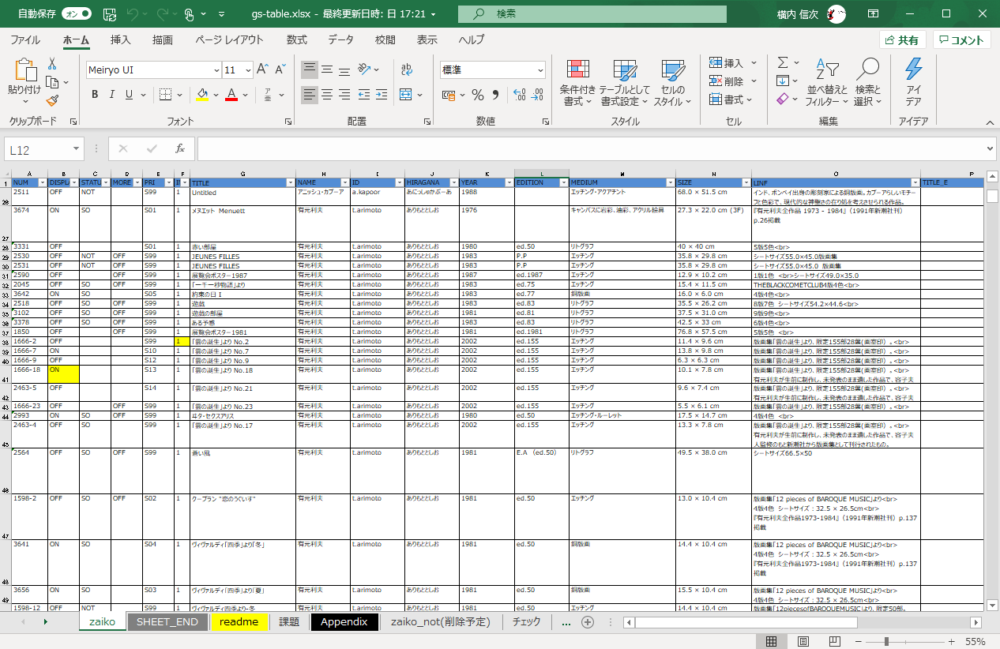 自動保存 オン gs-table.xlsx - 最終更新日時: 日 17:21 検索 横内 信次
ファイル ホーム 挿入 描画 ページ レイアウト 数式 データ 校閲 表示 ヘルプ 共有 コメント
貼り付け Meiryo UI 11 標準 条件付き書式 テーブルとして書式設定 セルのスタイル 挿入 削除 書式 並べ替えとフィルター 検索と選択 アイデア
クリップボード フォント 配置 数値 スタイル セル 編集 アイデア
L12 fx
A B C D E F G H I J K L M N O P
1 NUM DISPL STATU MORE PRI TITLE NAME ID HIRAGANA YEAR EDITION MEDIUM SIZE LINF TITLE_E
26 2511 OFF NOT S99 1 Untitled アニッシュ・カプーア a.kapoor あにっしゅかぷーあ 1988 エッチング・アクアチント 68.0 × 51.5 cm インド、ボンベイ出身の彫刻家による銅版画。カプーアらしいモチーフと色彩で、現代的な神聖さの在り処を考えさせられる作品。
27 3674 ON SO S01 1 メヌエット Menuett 有元利夫 t.arimoto ありもととしお 1976 キャンバスに岩彩、油彩、アクリル絵具 27.3 × 22.0 cm (3F) 『有元利夫全作品 1973 - 1984』(1991年新潮社刊) p.26掲載
28 3331 OFF S01 1 赤い部屋 有元利夫 t.arimoto ありもととしお 1980 ed.50 リトグラフ 40 × 40 cm 5版5色<br>
29 2530 OFF NOT OFF S99 1 JEUNES FILLES 有元利夫 t.arimoto ありもととしお 1983 P.P エッチング 35.8 × 29.8 cm シートサイズ55.0×45.0版画集
30 2531 OFF NOT OFF S99 1 JEUNES FILLES 有元利夫 t.arimoto ありもととしお 1983 P.P エッチング 35.8 × 29.8 cm シートサイズ55.0×45.0 版画集
31 2590 OFF OFF S99 1 展覧会ポスター1987 有元利夫 t.arimoto ありもととしお 1987 ed.1987 エッチング 12.9 × 10.2 cm 1版1色 <br>シートサイズ49.0×35.0
32 2045 OFF SO OFF S99 1 「一千一秒物語」より 有元利夫 t.arimoto ありもととしお 1983 ed.75 エッチング 15.4 × 11.5 cm THEBLACKCOMETCLUB4版4色<br>
33 3642 ON SO S05 1 約束の日 I 有元利夫 t.arimoto ありもととしお 1983 ed.77 銅版画 16.0 × 6.0 cm 4版4色<br>
34 2518 OFF SO OFF S99 1 遊戯 有元利夫 t.arimoto ありもととしお 1983 ed.83 リトグラフ 35.5 × 26.2 cm 8版7色 シートサイズ54.2×44.6<br>
35 3102 OFF SO OFF S99 1 遊戯の部屋 有元利夫 t.arimoto ありもととしお 1981 ed.81 リトグラフ 37.5 × 31.0 cm 9版9色<br>
36 3378 OFF SO OFF S99 1 ある予感 有元利夫 t.arimoto ありもととしお 1983 ed.83 リトグラフ 42.5 × 33 cm 6版4色<br>
37 1850 OFF OFF S99 1 展覧会ポスター1981 有元利夫 t.arimoto ありもととしお 1981 ed.1981 リトグラフ 76.8 × 57.5 cm 5版5色 <br>
38 1666-2 OFF S99 1 「雲の誕生」より No.2 有元利夫 t.arimoto ありもととしお 2002 ed.155 エッチング 11.4 × 9.6 cm 版画集「雲の誕生」より、限定155部28葉(画室印)。<br>
39 1666-7 ON S10 1 「雲の誕生」より No.7 有元利夫 t.arimoto ありもととしお 2002 ed.155 エッチング 13.8 × 9.8 cm 版画集「雲の誕生」より、限定155部28葉(画室印)。<br>
40 1666-9 OFF S12 1 「雲の誕生」より No.9 有元利夫 t.arimoto ありもととしお 2002 ed.155 エッチング 6.3 × 6.3 cm 版画集「雲の誕生」より、限定155部28葉(画室印)。<br>
41 1666-18 ON S13 1 「雲の誕生」より No.18 有元利夫 t.arimoto ありもととしお 2002 ed.155 エッチング 10.1 × 7.8 cm 版画集「雲の誕生」より、限定155部28葉(画室印)。<br> 有元利夫が生前に制作し、未発表のまま遺した作品で、容子夫
42 2463-5 OFF S14 1 「雲の誕生」より No.21 有元利夫 t.arimoto ありもととしお 2002 ed.155 エッチング 9.6 × 7.4 cm 版画集「雲の誕生」より、限定155部28葉(画室印)。<br> 有元利夫が生前に制作し、未発表のまま遺した作品で、容子夫
43 1666-23 OFF OFF S99 1 「雲の誕生」より No.23 有元利夫 t.arimoto ありもととしお 2002 ed.155 エッチング 5.5 × 6.1 cm 版画集「雲の誕生」より、限定155部28葉(画室印)。<br>
44 2993 ON SO OFF S99 1 ヰタ・セクスアリス 有元利夫 t.arimoto ありもととしお 1980 ed.50 エッチング・ルーレット 17.5 × 14.7 cm 4版4色 <br>
45 2463-4 OFF SO OFF S99 1 「雲の誕生」より No.17 有元利夫 t.arimoto ありもととしお 2002 ed.155 エッチング 13.3 × 7.8 cm 版画集「雲の誕生」より、限定155部28葉(画室印)。<br> 有元利夫が生前に制作し、未発表のまま遺した作品で、容子夫人監修のもと新潮社から版画集として刊行されたもの。
46 2564 OFF SO OFF S99 1 蒼い風 有元利夫 t.arimoto ありもととしお 1981 E.A (ed.50) リトグラフ 49.5 × 38.0 cm シートサイズ66.5×50
47 1598-2 OFF SO OFF S02 1 クープラン "恋のうぐいす" 有元利夫 t.arimoto ありもととしお 1981 ed.50 エッチング 13.0 × 10.4 cm 版画集「12 pieces of BAROQUE MUSIC」より<br> 4版4色 シートサイズ : 32.5 × 26.5cm<br> 『有元利夫全作品1973-1984』(1991年新潮社刊) p.137掲載
48 3641 ON SO S04 1 ヴィヴァルディ「四季」より「冬」 有元利夫 t.arimoto ありもととしお 1981 ed.50 銅版画 14.4 × 10.4 cm 版画集「12 pieces of BAROQUE MUSIC」より<br> 4版4色 シートサイズ : 32.5 × 26.5cm<br> 『有元利夫全作品1973-1984』(1991年新潮社刊) p.137掲載
49 3656 ON SO S03 1 ヴィヴァルディ「四季」より「夏」 有元利夫 t.arimoto ありもととしお 1981 ed.50 銅版画 15.5 × 10.4 cm 版画集「12 pieces of BAROQUE MUSIC」より<br> 4版4色 シートサイズ : 32.5 × 26.5cm<br>
1598-12 OFF NOT S99 1 ヴィヴァルディ四季より-冬 有元利夫 t.arimoto ありもととしお 1981 ed.50 エッチング 14.4 × 10.4 cm 版画集「12piecesofBAROQUEMUSIC」より、限定50部。
zaiko SHEET_END readme 課題 Appendix zaiko_not(削除予定) チェック ...
55%